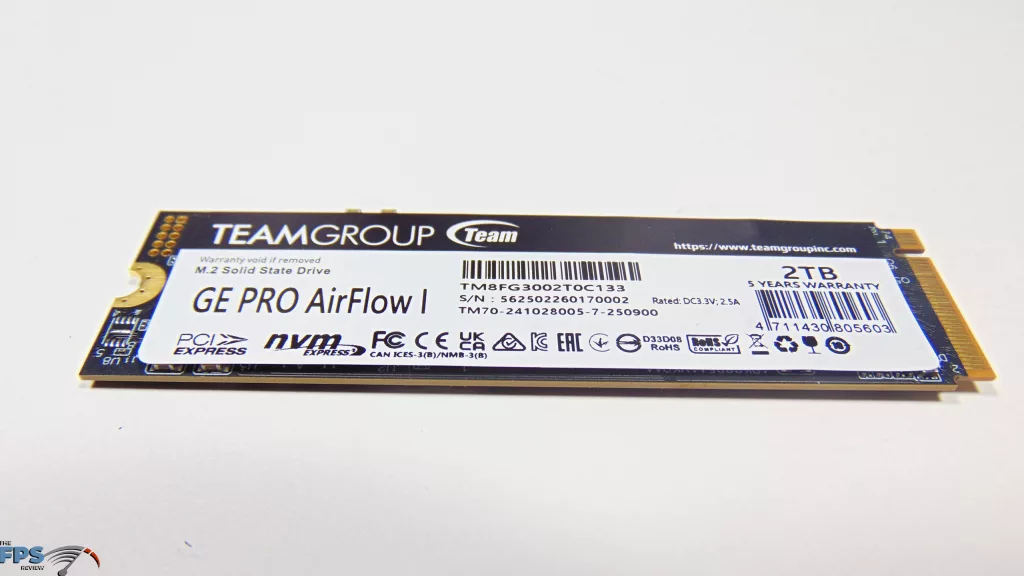 TEAMGROUP Team
https://www.teamgroupinc.com
Warranty void if removed
M.2 Solid State Drive
GE PRO AirFlow I
TM8FG3002T0C133
S/N : 562502260170002
TM70-241028005-7-250900
Rated: DC3.3V; 2.5A
2TB
5 YEARS WARRANTY
4 711430 805603
PCI EXPRESS
nvm EXPRESS
FC CE UK CA EAC
CAN ICES-3(B)/NMB-3(B)
D33D08
RoHS
RoHS
COMPLIANT
THE
FPS
REVIEW